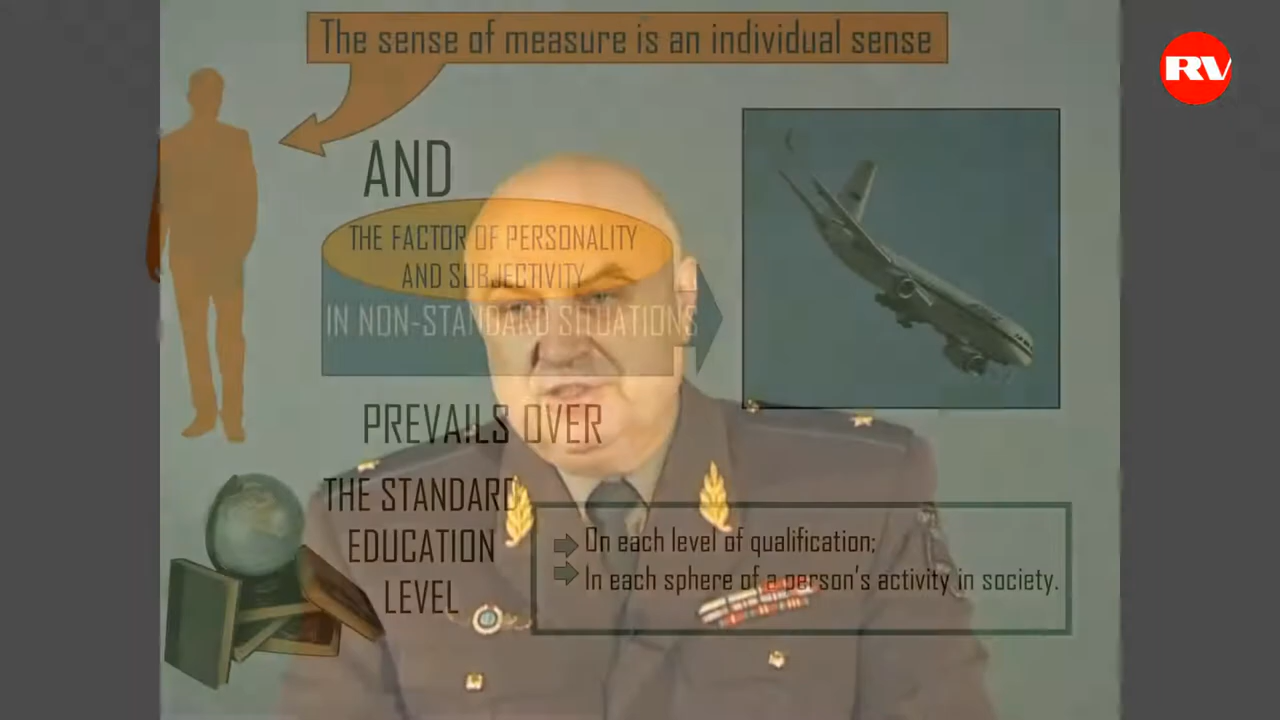 The sense of measure is an individual sense
RV
AND
THE FACTOR OF PERSONALITY
AND SUBJECTIVITY
IN NON-STANDARD SITUATIONS
PREVAILS OVER
THE STANDARD
EDUCATION
LEVEL
On each level of qualification;
In each sphere of a person's activity in society.